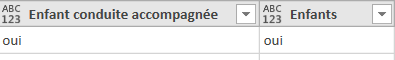 ABC
123 Enfant conduite accompagnée
ABC
123 Enfants
oui oui